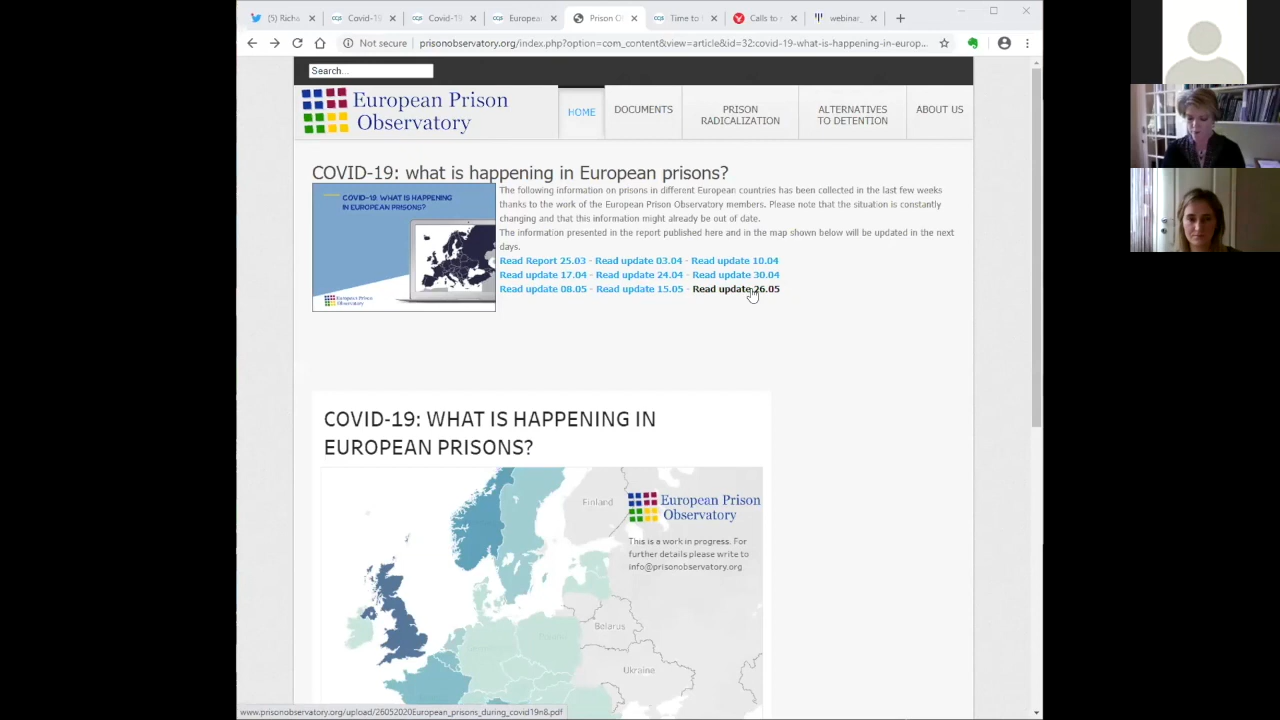 (5) Richa
Covid-19
Covid-19
Europea
Prison O
Time to
Calls to
webinar_
Not secure
prisonobservatory.org/index.php?option=com_content&view=article&id=32:covid-19-what-is-happening-in-europ...
Search...
European Prison
Observatory
HOME
DOCUMENTS
PRISON
RADICALIZATION
ALTERNATIVES
TO DETENTION
ABOUT US
COVID-19: what is happening in European prisons?
COVID-19: WHAT IS HAPPENING
IN EUROPEAN PRISONS?
European Prison
Observatory
The following information on prisons in different European countries has been collected in the last few weeks
thanks to the work of the European Prison Observatory members. Please note that the situation is constantly
changing and that this information might already be out of date.
The information presented in the report published here and in the map shown below will be updated in the next
days.
Read Report 25.03 - Read update 03.04 - Read update 10.04
Read update 17.04 - Read update 24.04 - Read update 30.04
Read update 08.05 - Read update 15.05 - Read update 26.05
COVID-19: WHAT IS HAPPENING IN
EUROPEAN PRISONS?
Finland
European Prison
Observatory
This is a work in progress. For
further details please write to
info@prisonobservatory.org
Belarus
Ukraine
www.prisonobservatory.org/upload/26052020European_prisons_during_covid19n8.pdf